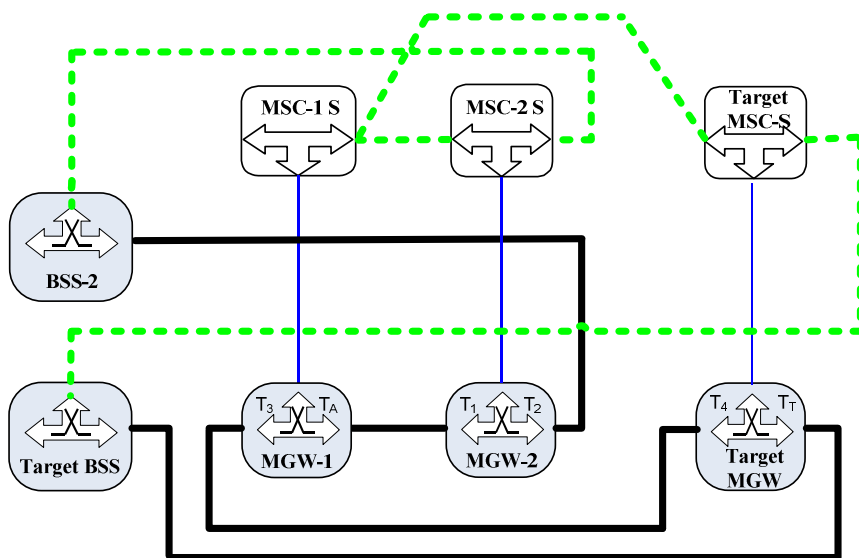 MSC-1 S
MSC-2 S
Target
MSC-S
BSS-2
T3
TA
T1
T2
T4
TT
Target BSS
MGW-1
MGW-2
Target
MGW